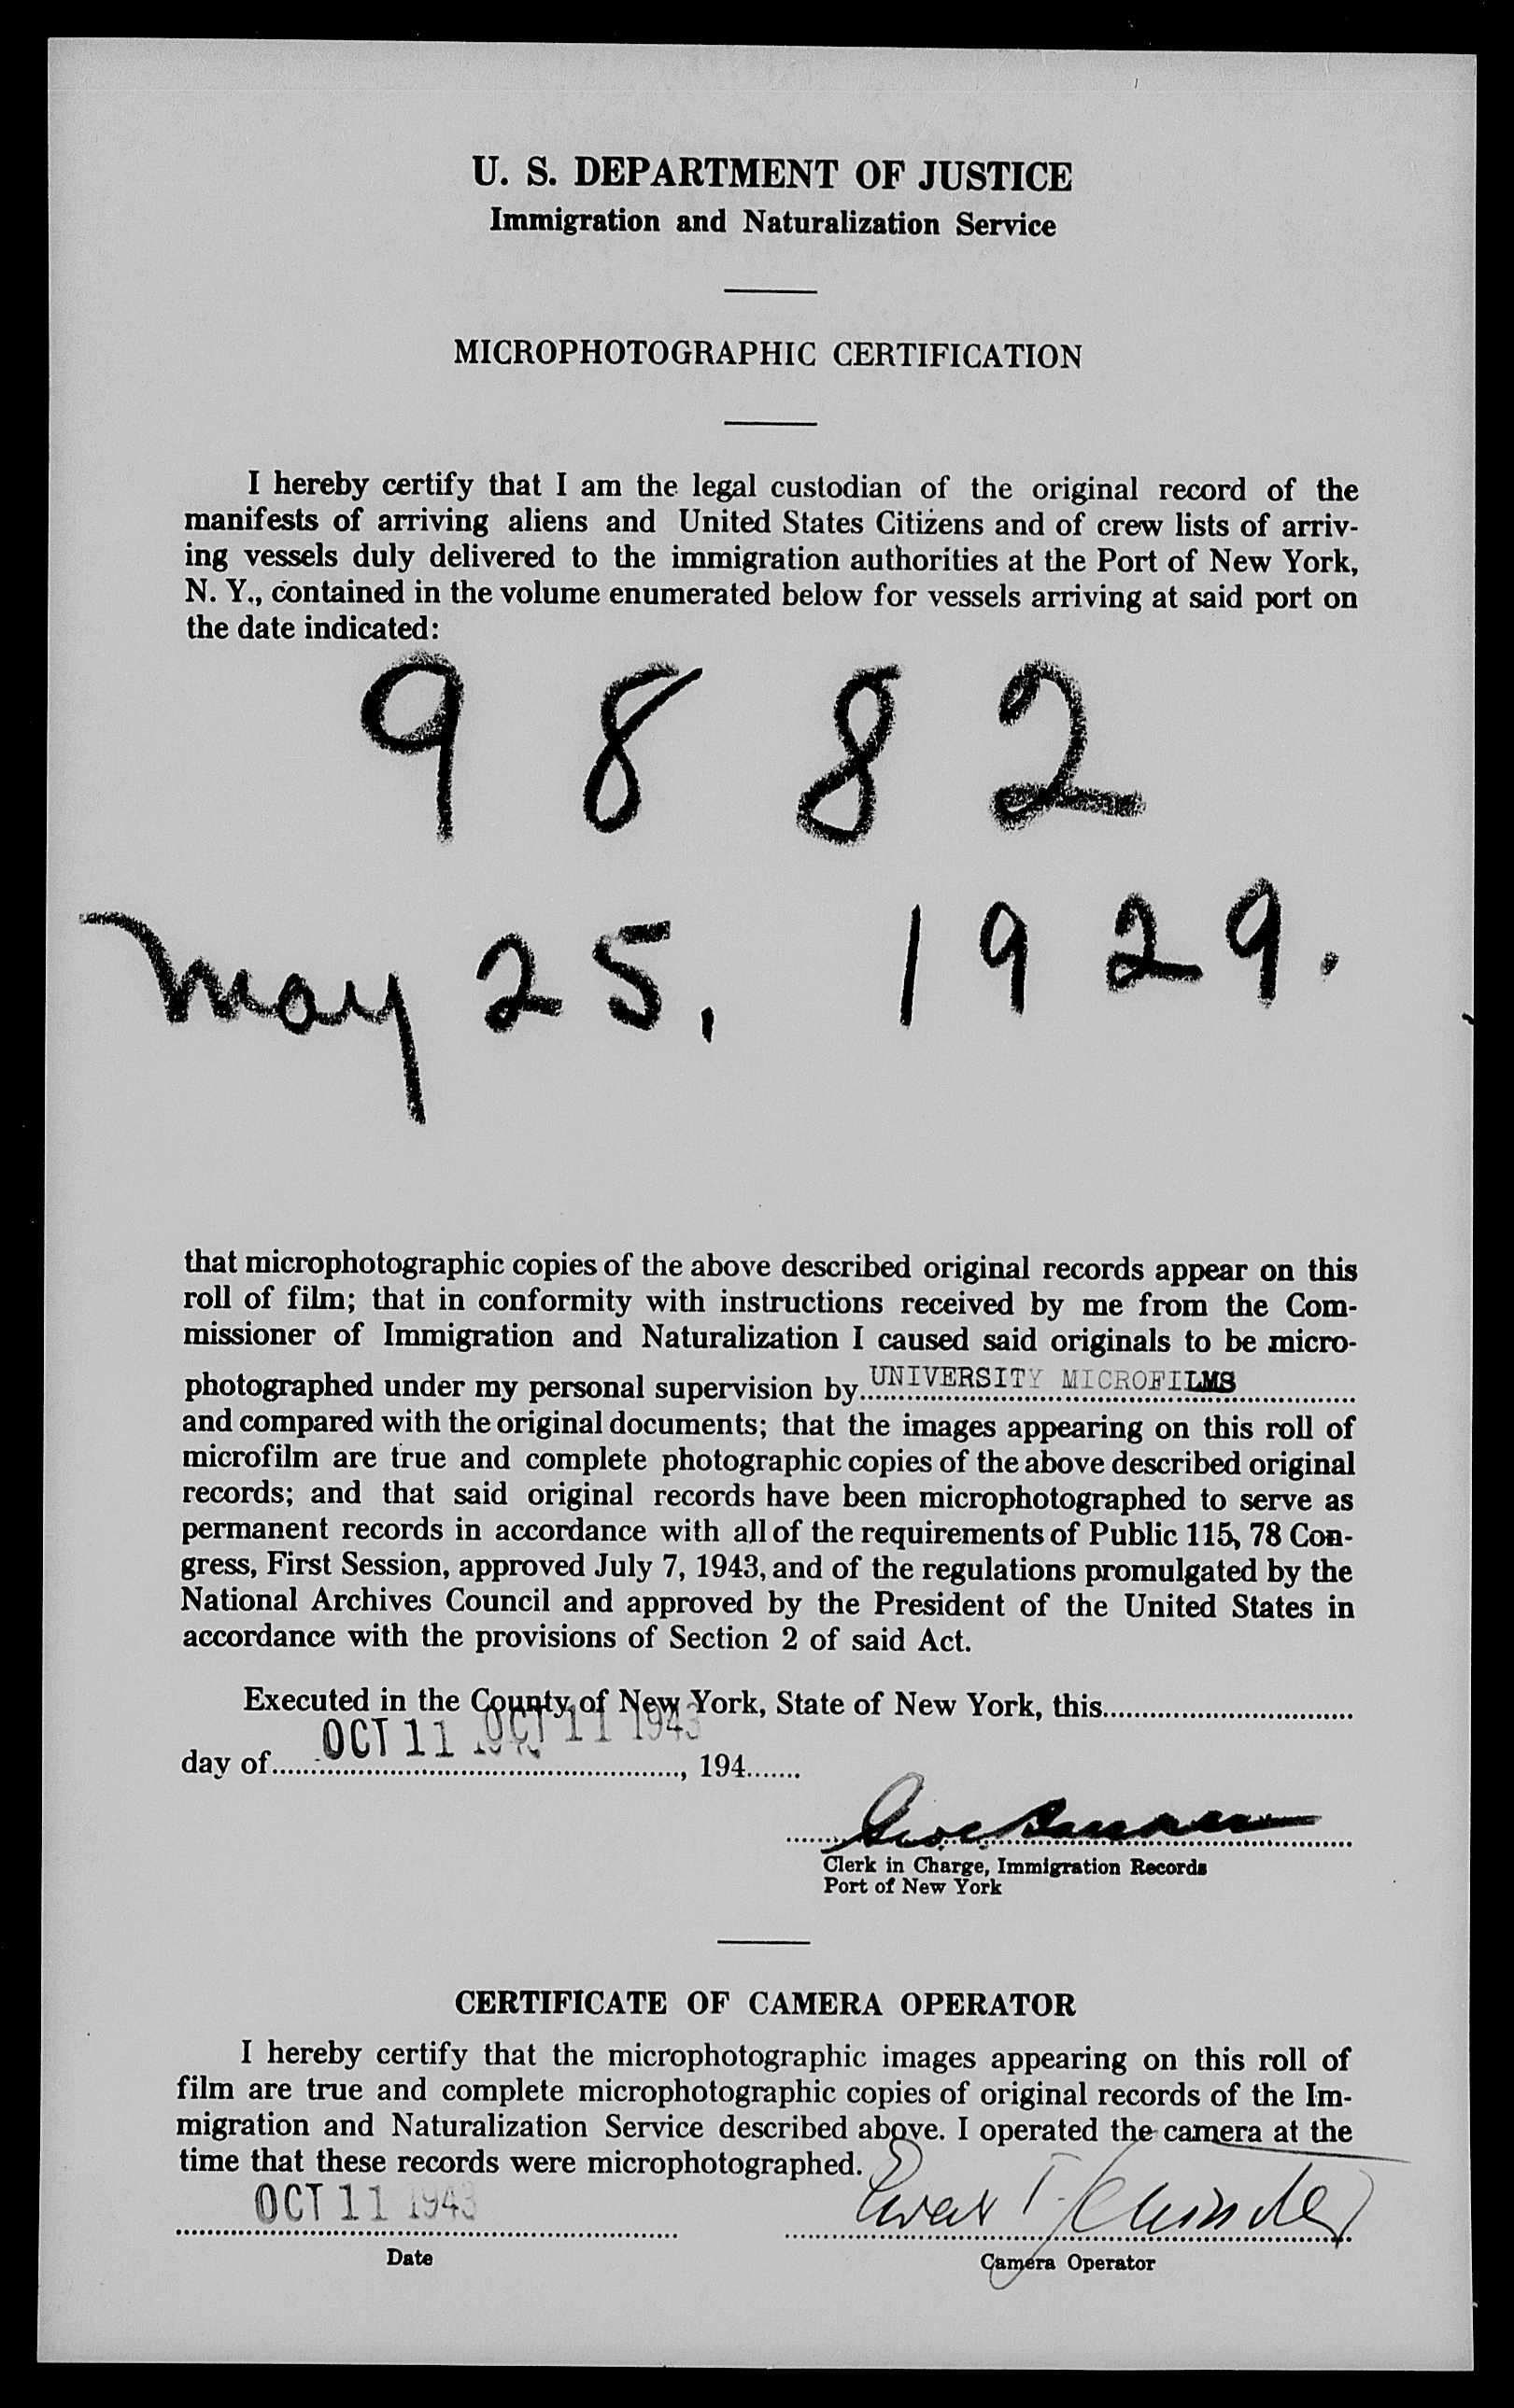 U. S. DEPARTMENT OF JUSTICE
Immigration and Naturalization Service
MICROPHOTOGRAPHIC CERTIFICATION
I hereby certify that I am the legal custodian of the original record of the
manifests of arriving aliens and United States Citizens and of crew lists of arriv-
ing vessels duly delivered to the immigration authorities at the Port of New York,
N. Y., contained in the volume enumerated below for vessels arriving at said port on
the date indicated:
9882
May 25, 1929.
that microphotographic copies of the above described original records appear on this
roll of film; that in conformity with instructions received by me from the Com-
missioner of Immigration and Naturalization I caused said originals to be micro-
photographed under my personal supervision by UNIVERSITY MICROFILMS
and compared with the original documents; that the images appearing on this roll of
microfilm are true and complete photographic copies of the above described original
records; and that said original records have been microphotographed to serve as
permanent records in accordance with all of the requirements of Public 115, 78 Con-
gress, First Session, approved July 7, 1943, and of the regulations promulgated by the
National Archives Council and approved by the President of the United States in
accordance with the provisions of Section 2 of said Act.
Executed in the County of New York, State of New York, this
OCT 11 1943 OCT 11 1943
day of , 194
Clerk in Charge, Immigration Records
Port of New York
CERTIFICATE OF CAMERA OPERATOR
I hereby certify that the microphotographic images appearing on this roll of
film are true and complete microphotographic copies of original records of the Im-
migration and Naturalization Service described above. I operated the camera at the
time that these records were microphotographed.
OCT 11 1943
Date
Camera Operator